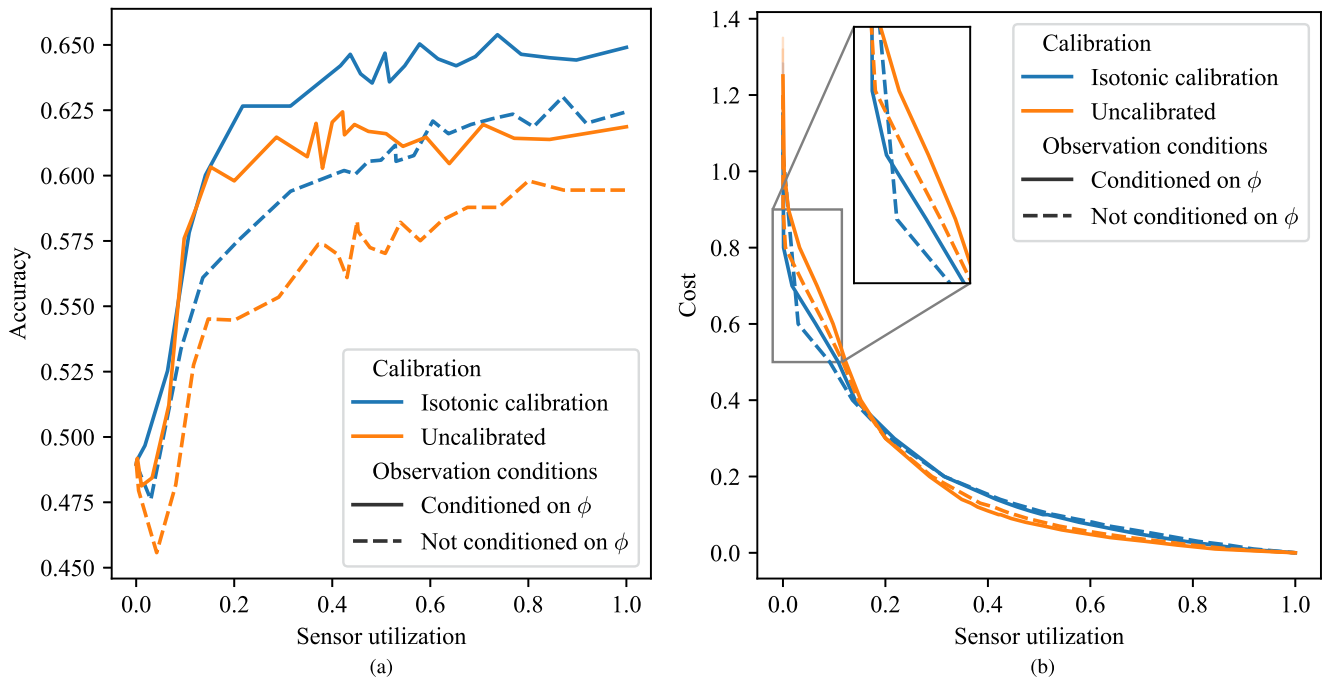 0.650
0.625
0.600
0.575
0.550
0.525
0.500
0.475
0.450
Accuracy
Calibration
Isotonic calibration
Uncalibrated
Observation conditions
Conditioned on ϕ
Not conditioned on ϕ
0.0 0.2 0.4 0.6 0.8 1.0
Sensor utilization
(a)
1.4
1.2
1.0
0.8
0.6
0.4
0.2
0.0
Cost
Calibration
Isotonic calibration
Uncalibrated
Observation conditions
Conditioned on ϕ
Not conditioned on ϕ
0.0 0.2 0.4 0.6 0.8 1.0
Sensor utilization
(b)